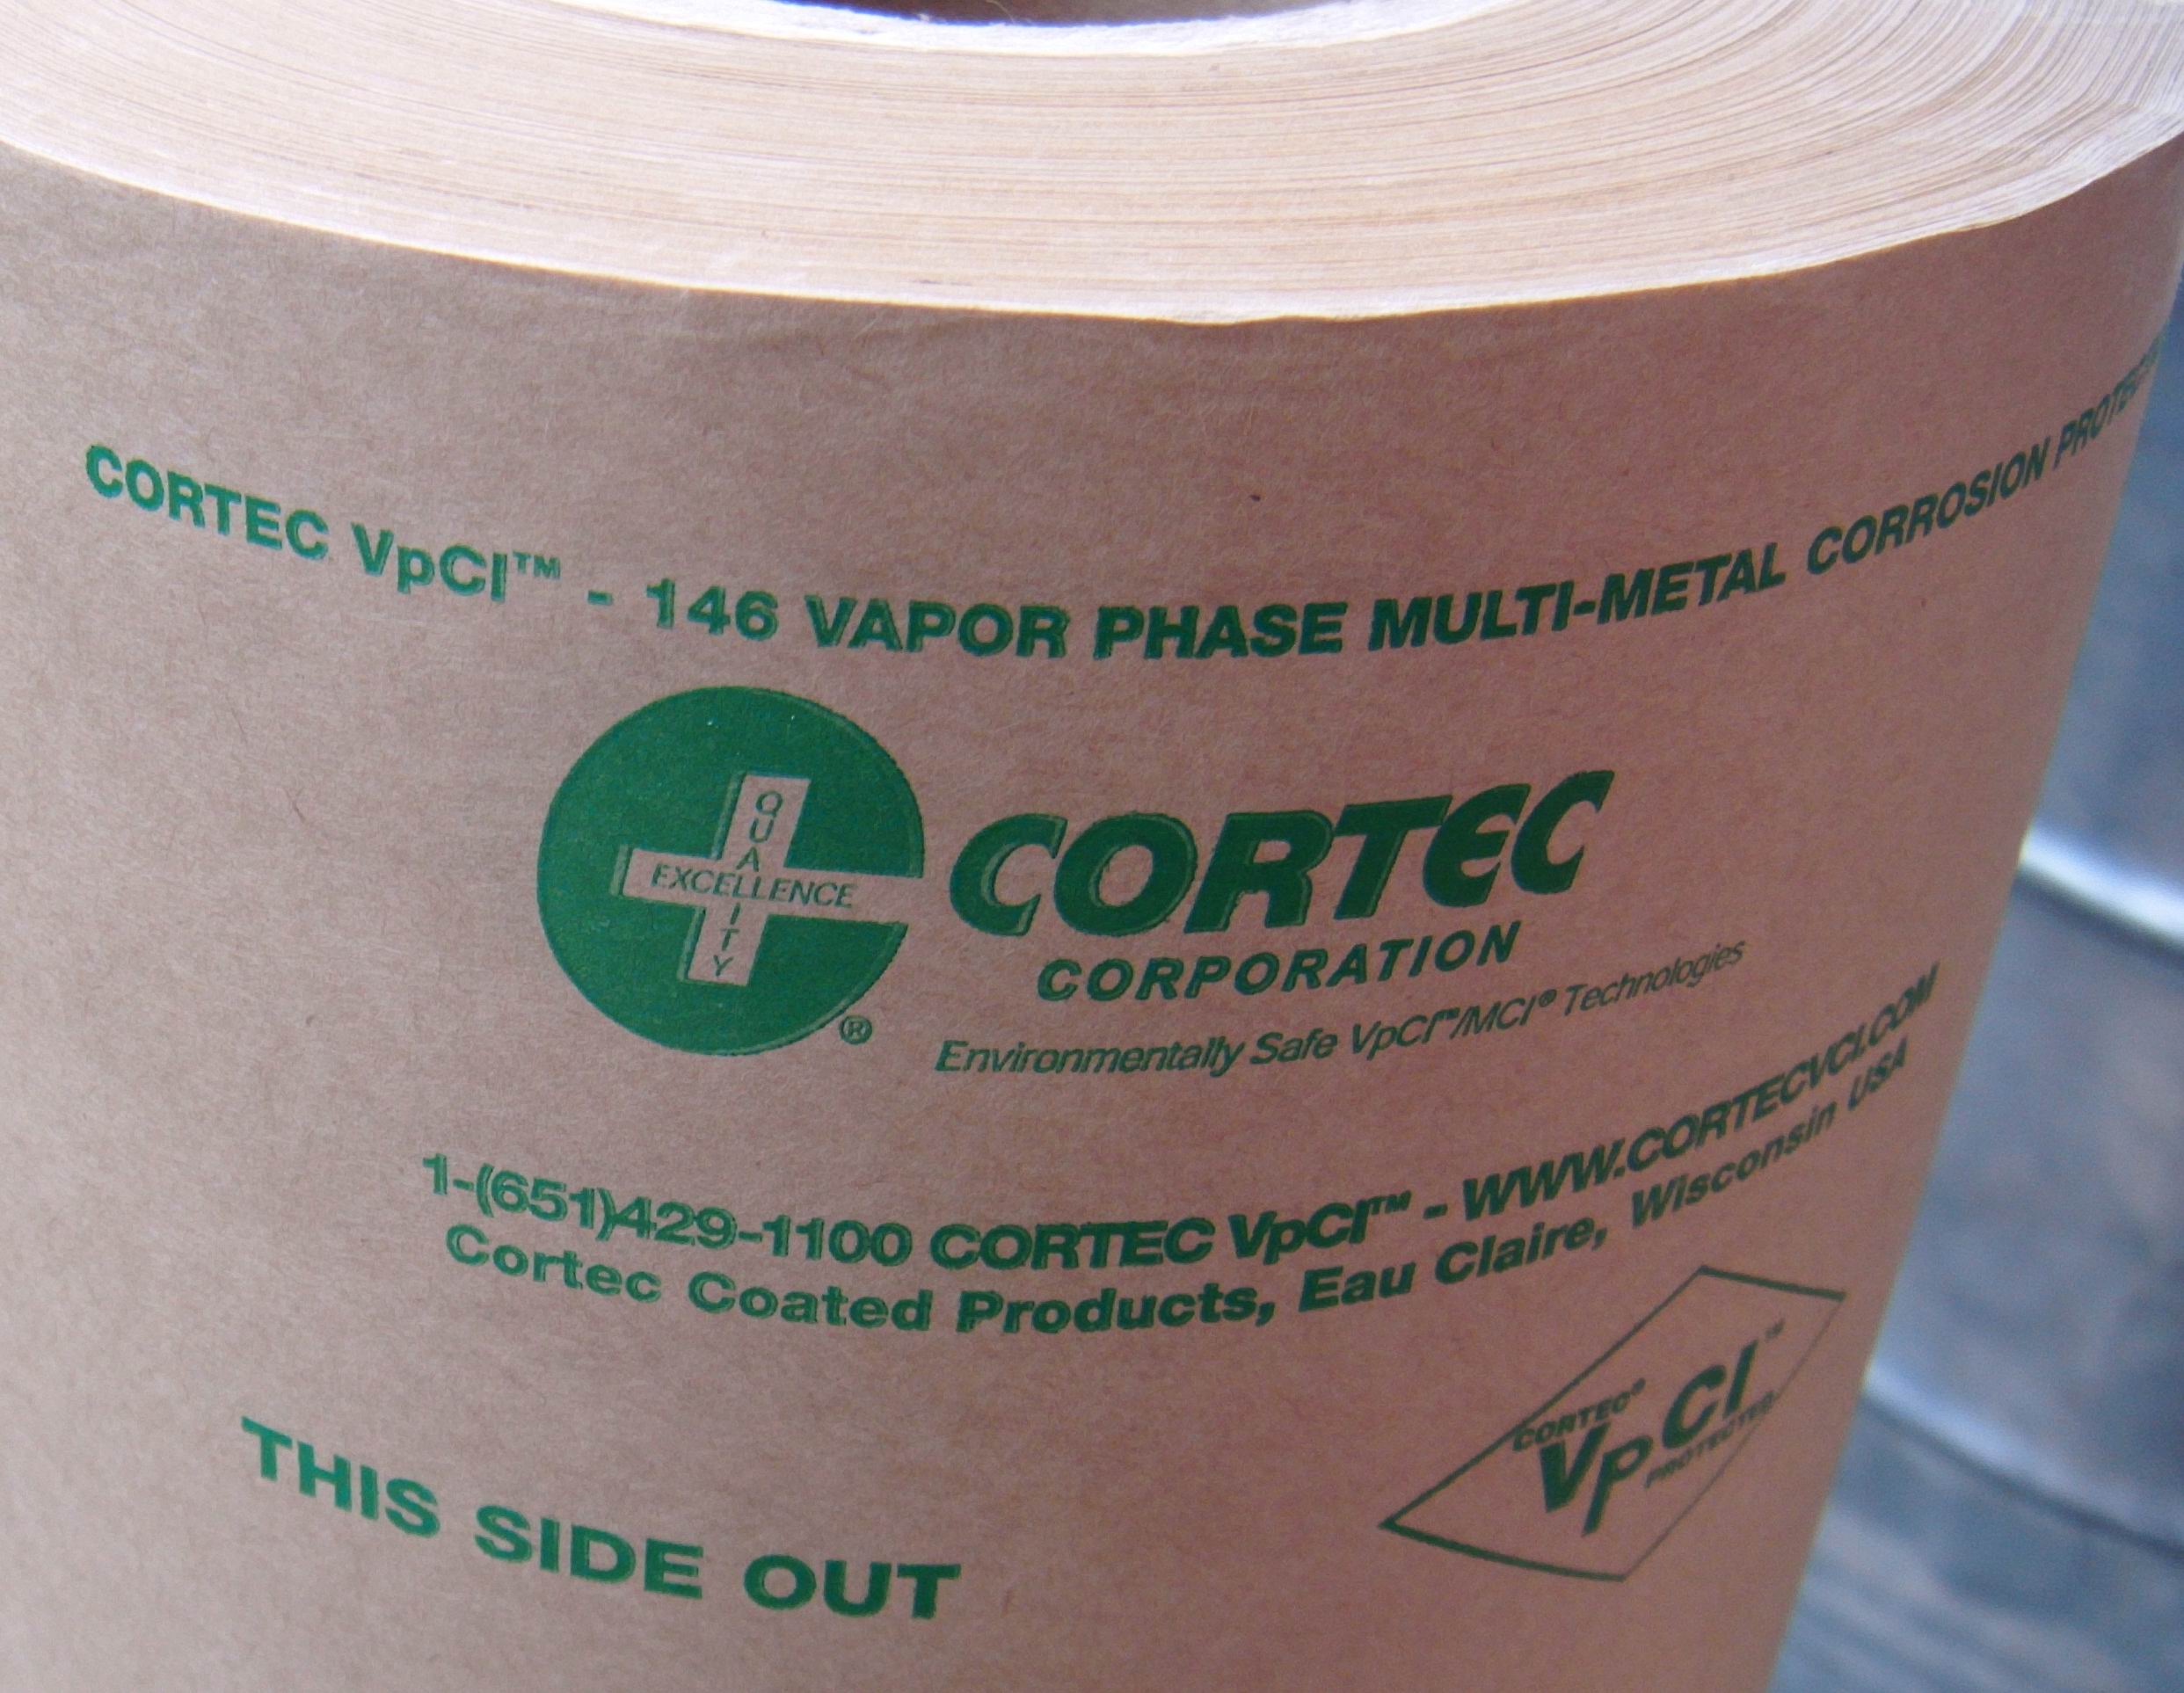 CORTEC VpCI™ - 146 VAPOR PHASE MULTI-METAL CORROSION
QUALITY
EXCELLENCE
®
CORTEC
CORPORATION
Environmentally Safe VpCI™/MCI® Technologies
1-(651)429-1100 CORTEC VpCI™ - WWW.CORTECVCI.COM
Cortec Coated Products, Eau Claire, Wisconsin USA
THIS SIDE OUT
CORTEC®
VpCI™
PROTECTED